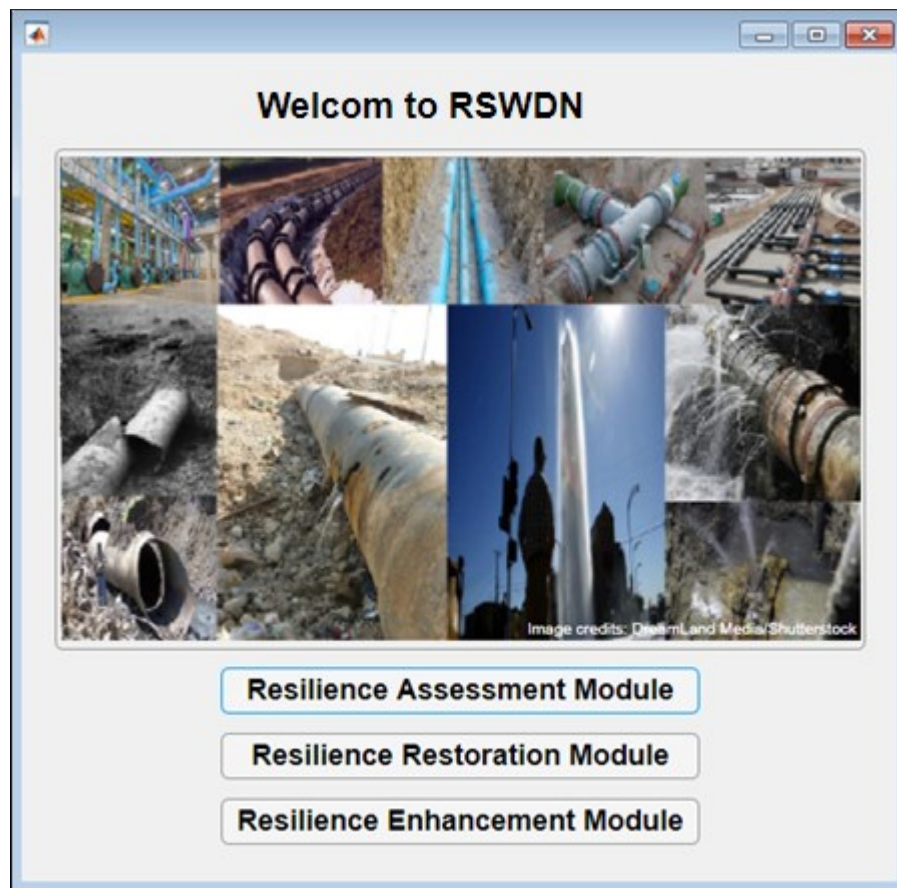 Welcom to RSWDN
Image credits: DreamLand Media/Shutterstock
Resilience Assessment Module
Resilience Restoration Module
Resilience Enhancement Module